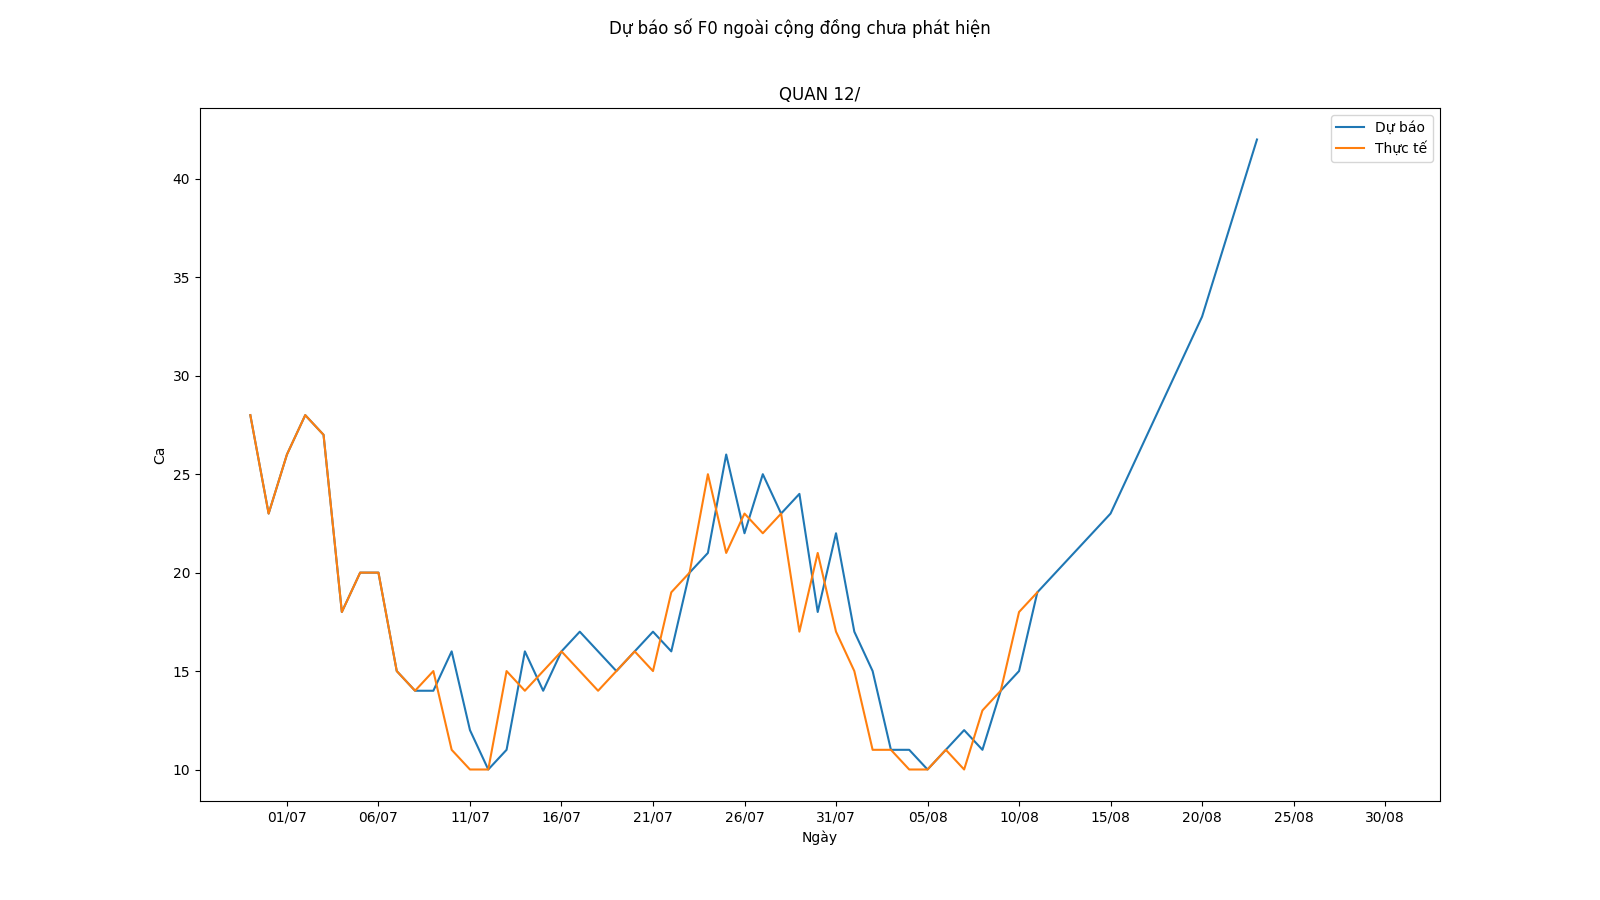 Dự báo số F0 ngoài cộng đồng chưa phát hiện
QUAN 12/
Dự báo
Thực tế
40
35
30
25
20
15
10
Ca
01/07 06/07 11/07 16/07 21/07 26/07 31/07 05/08 10/08 15/08 20/08 25/08 30/08
Ngày